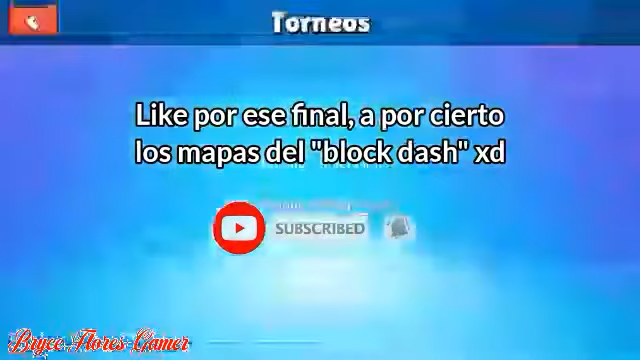 Torneos
Like por ese final, a por cierto
los mapas del "block dash" xd
SUBSCRIBED
Bryce Flores Gamer